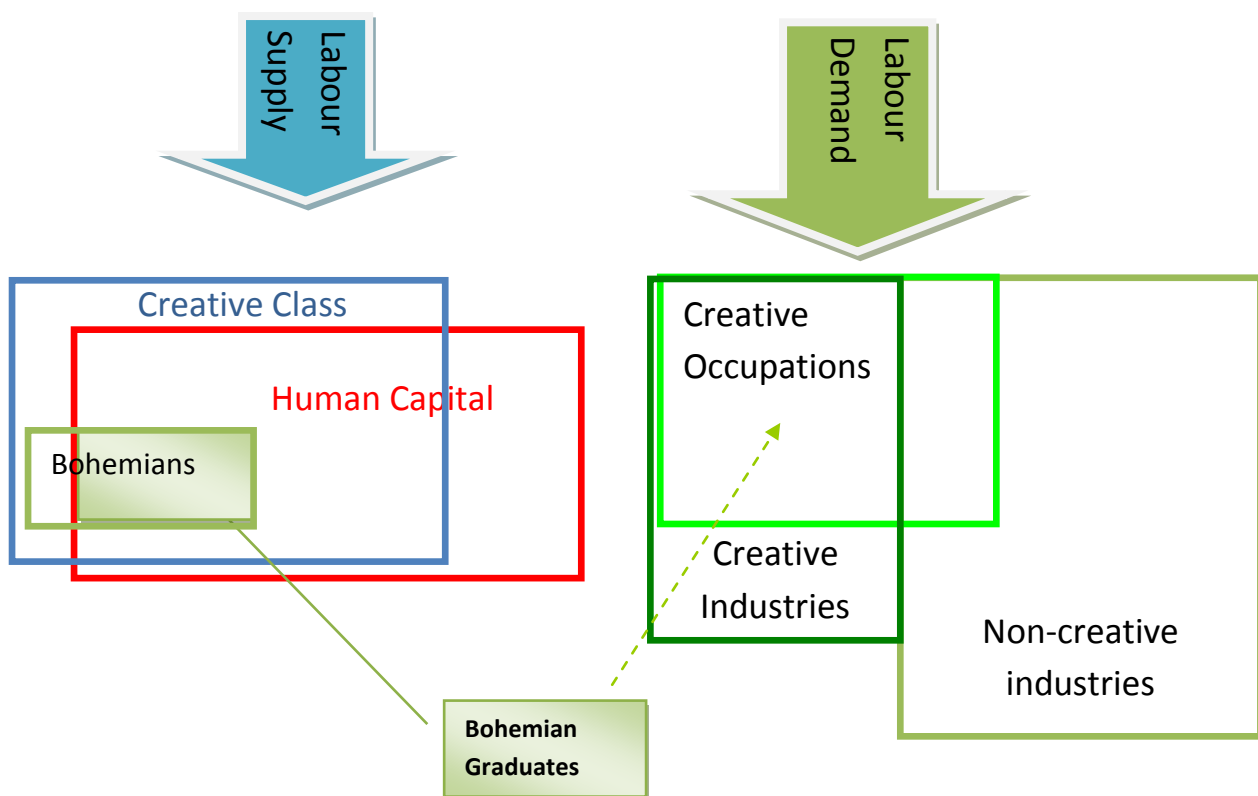 Labour
Supply
Labour
Demand
Creative Class
Human Capital
Bohemians
Creative
Occupations
Creative
Industries
Non-creative
industries
Bohemian
Graduates